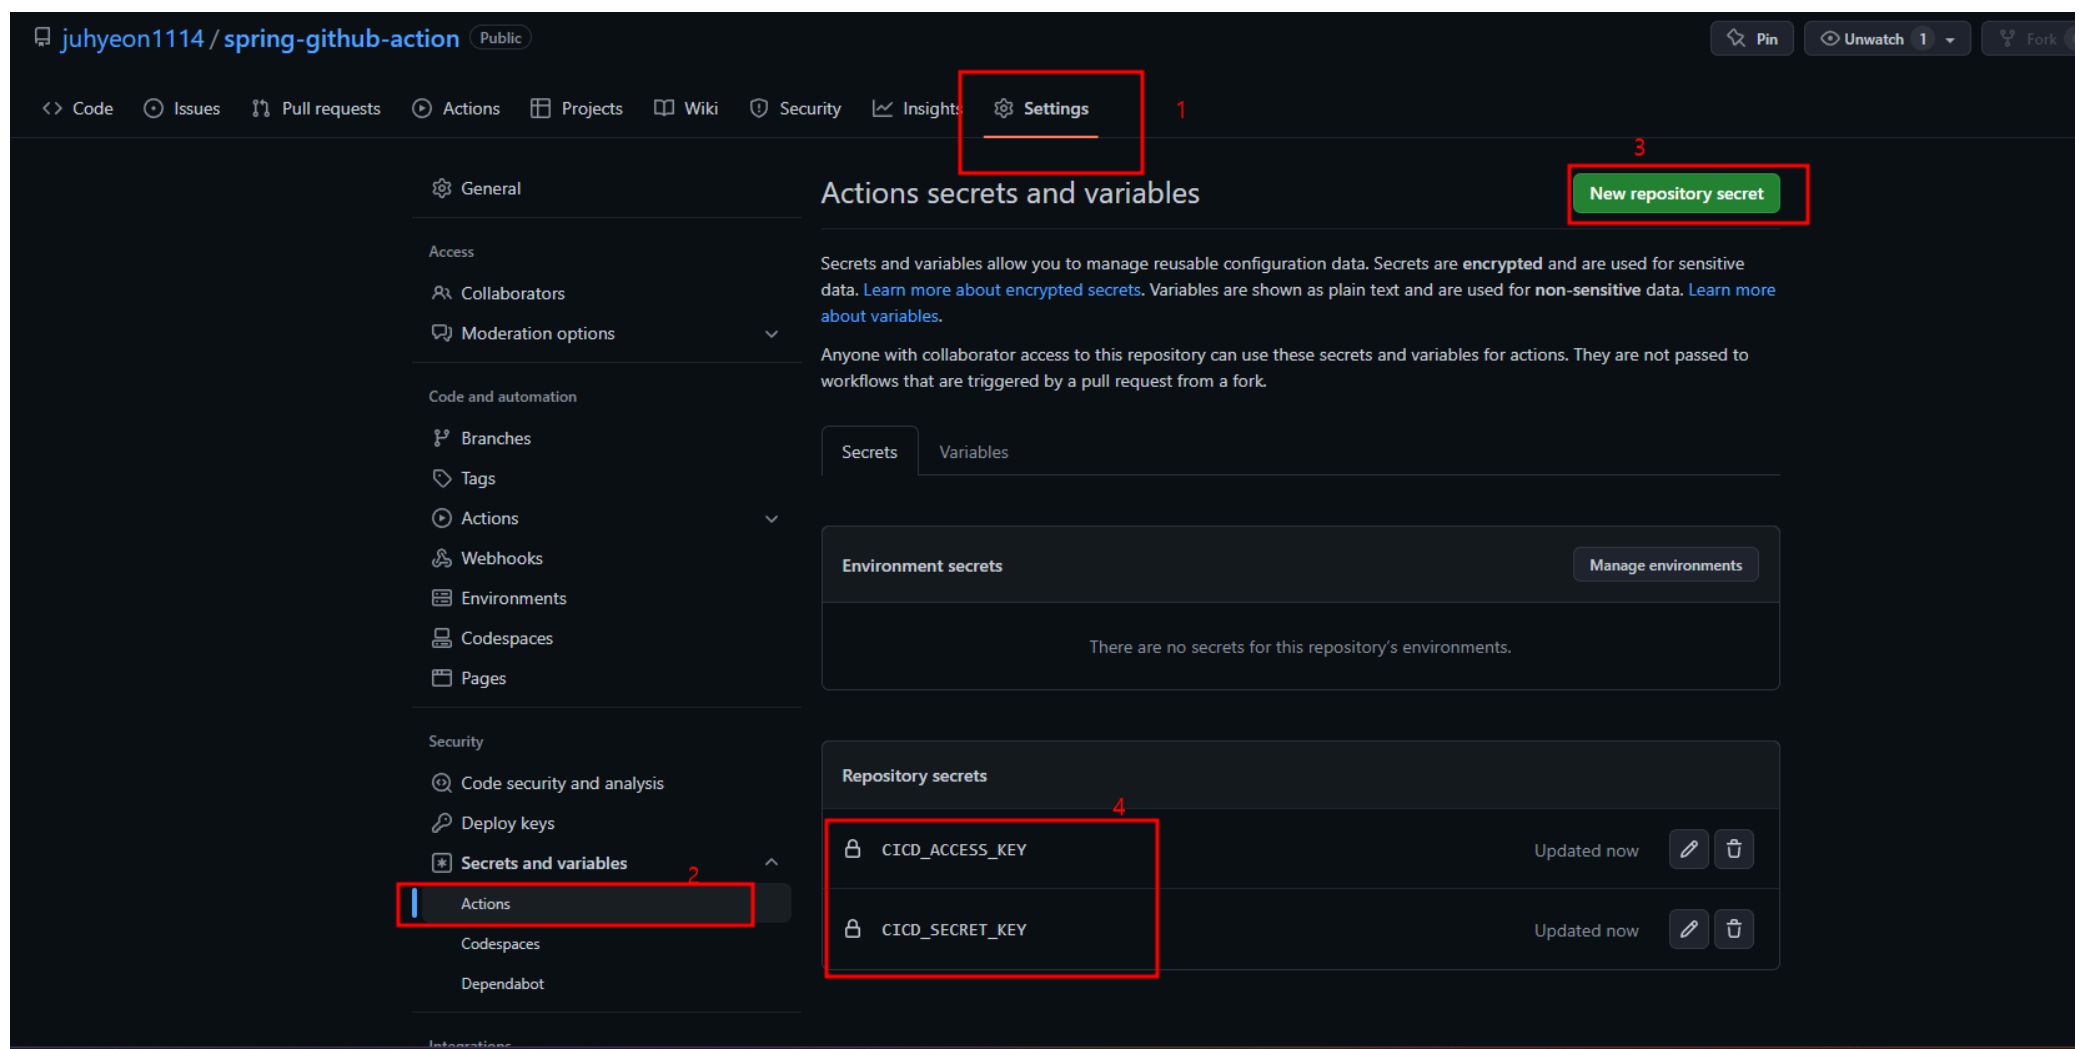 juhyeon1114 / spring-github-action Public
Pin Unwatch 1 Fork
Code Issues Pull requests Actions Projects Wiki Security Insights Settings 1
General
Access
Collaborators
Moderation options
Code and automation
Branches
Tags
Actions
Webhooks
Environments
Codespaces
Pages
Security
Code security and analysis
Deploy keys
Secrets and variables
2
Actions
Codespaces
Dependabot
Integrations
3
Actions secrets and variables New repository secret
Secrets and variables allow you to manage reusable configuration data. Secrets are encrypted and are used for sensitive
data. Learn more about encrypted secrets. Variables are shown as plain text and are used for non-sensitive data. Learn more
about variables.
Anyone with collaborator access to this repository can use these secrets and variables for actions. They are not passed to
workflows that are triggered by a pull request from a fork.
Secrets Variables
Environment secrets Manage environments
There are no secrets for this repository's environments.
Repository secrets
4
CICD_ACCESS_KEY Updated now
CICD_SECRET_KEY Updated now